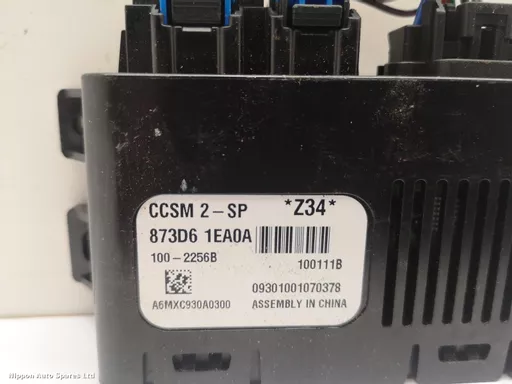 CCSM 2-SP *Z34*
873D6 1EA0A
100-2256B 100111B
09301001070378
A6MXC930A0300 ASSEMBLY IN CHINA
Nippon Auto Spares Ltd